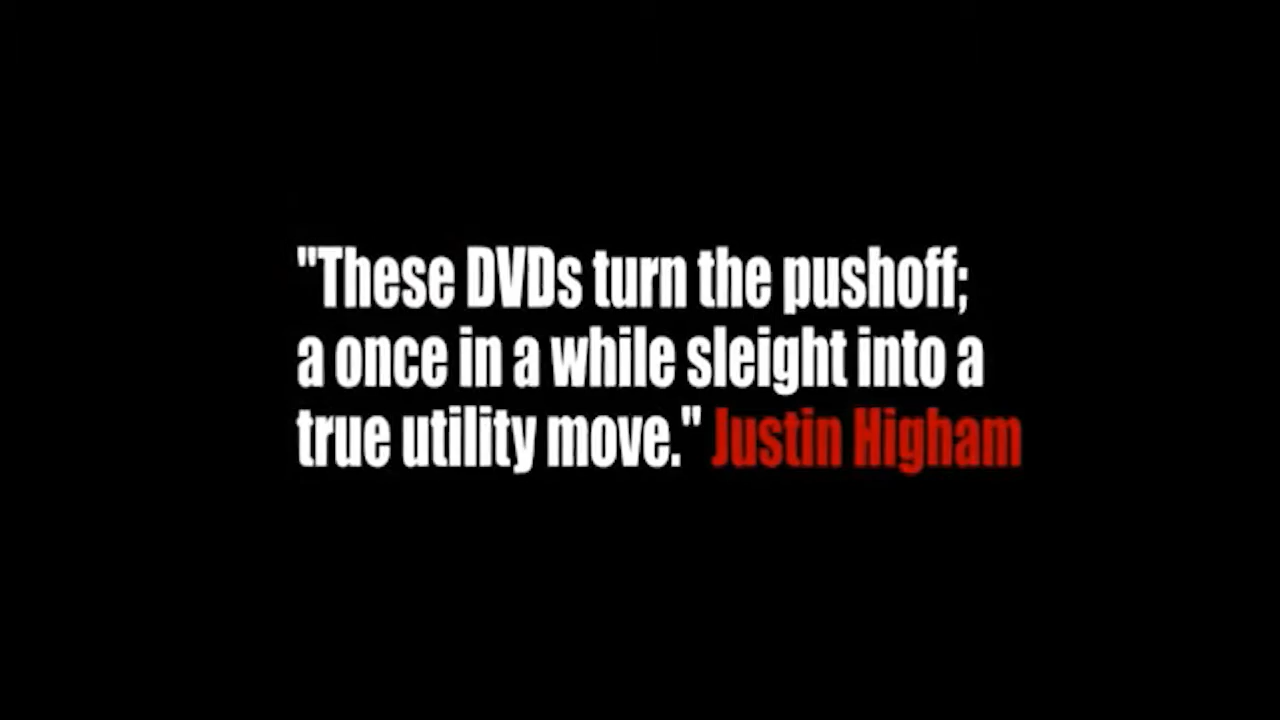 "These DVDs turn the pushoff;
a once in a while sleight into a
true utility move." Justin Higham